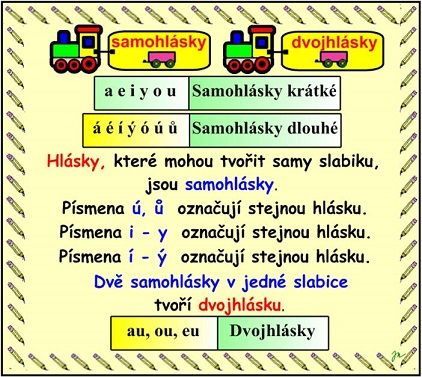 samohlásky dvojhlásky
a e i y o u Samohlásky krátké
á é í ý ó ú ů Samohlásky dlouhé
Hlásky, které mohou tvořit samy slabiku,
jsou samohlásky.
Písmena ú, ů označují stejnou hlásku.
Písmena i - y označují stejnou hlásku.
Písmena í - ý označují stejnou hlásku.
Dvě samohlásky v jedné slabice
tvoří dvojhlásku.
au, ou, eu Dvojhlásky